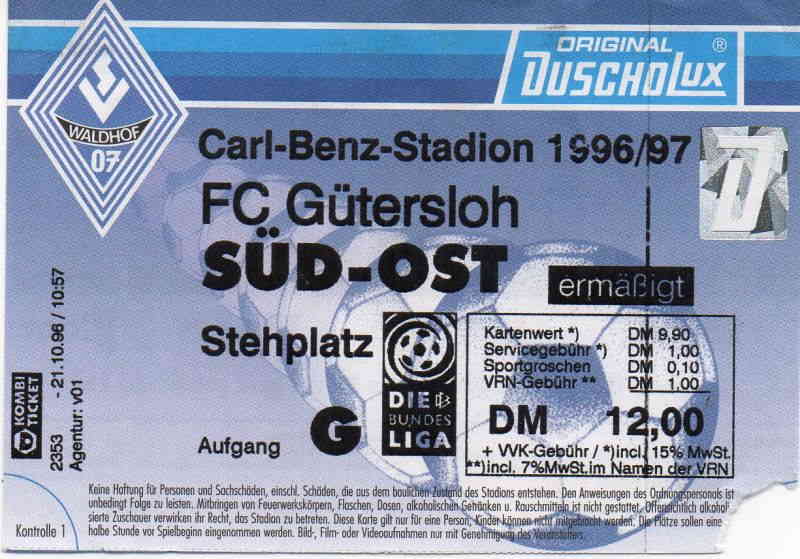 ORIGINAL ®
DUSCHOLUX
SV
WALDHOF
07
Carl-Benz-Stadion 1996/97
FC Gütersloh
SÜD-OST
ermäßigt
Stehplatz
DIE
BUNDES
LIGA
Aufgang G
Kartenwert *) DM 9,90
Servicegebühr *) DM 1,00
Sportgroschen DM 0,10
VRN-Gebühr ** DM 1,00
DM 12,00
+ VVK-Gebühr / *)incl. 15% MwSt.
**)incl. 7%MwSt.im Namen der VRN
D
KOMBI
TICKET
2353 - 21.10.96 / 10:57
Agentur: v01
Kontrolle 1
Keine Haftung für Personen und Sachschäden, einschl. Schäden, die aus dem baulichen Zustand des Stadions entstehen. Den Anweisungen des Ordnungspersonals ist
unbedingt Folge zu leisten. Mitbringen von Feuerwerkskörpern, Flaschen, Dosen, alkoholischen Getränken u. Rauschmitteln ist nicht gestattet. Offensichtlich alkoholi
sierte Zuschauer verwirken ihr Recht, das Stadion zu betreten. Diese Karte gilt nur für eine Person, Kinder können nicht mitgebracht werden. Die Plätze sollen eine
halbe Stunde vor Spielbeginn eingenommen werden. Bild-, Film- oder Videoaufnahmen nur mit Genehmigung des Veranstalters.